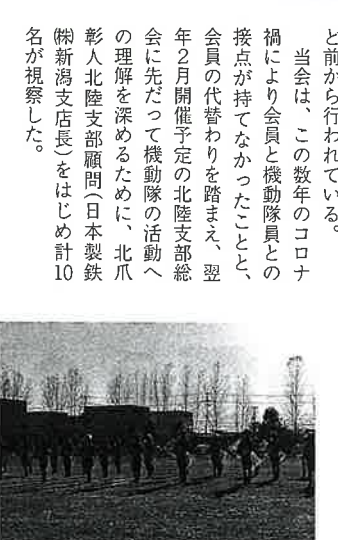 ど前から行われている。
当会は、この数年のコロナ
禍により会員と機動隊員との
接点が持てなかったことと、
会員の代替わりを踏まえ、翌
年2月開催予定の北陸支部総
会に先だって機動隊の活動へ
の理解を深めるために、北爪
彰人北陸支部顧問(日本製鉄
㈱新潟支店長)をはじめ計10
名が視察した。